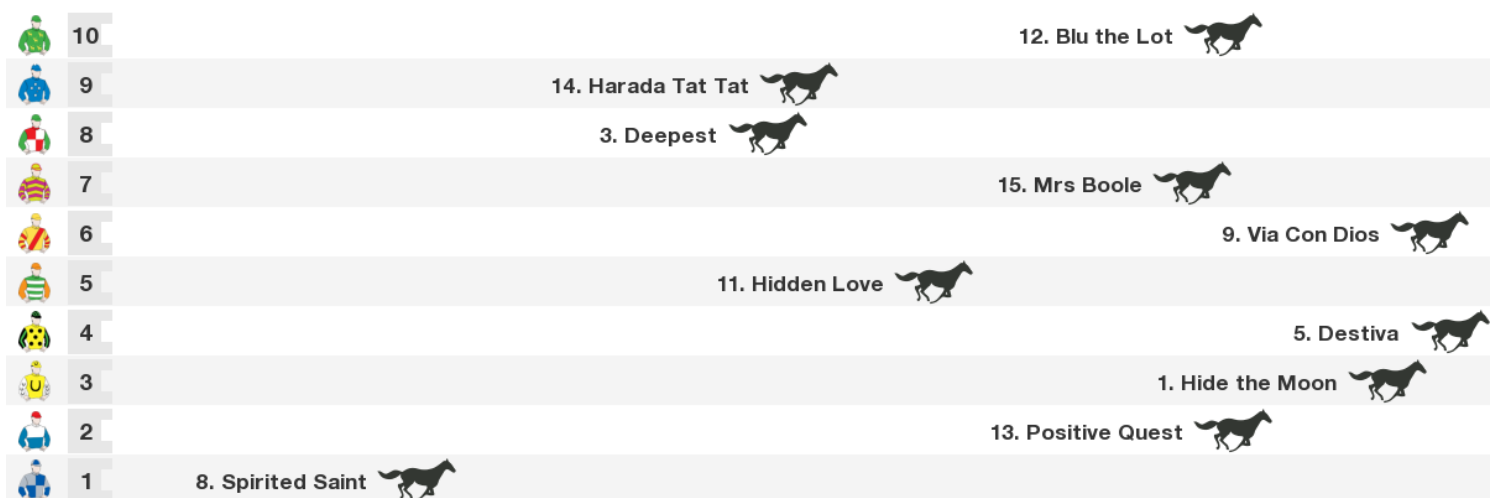 10 12. Blu the Lot
9 14. Harada Tat Tat
8 3. Deepest
7 15. Mrs Boole
6 9. Via Con Dios
5 11. Hidden Love
4 5. Destiva
3 1. Hide the Moon
2 13. Positive Quest
1 8. Spirited Saint